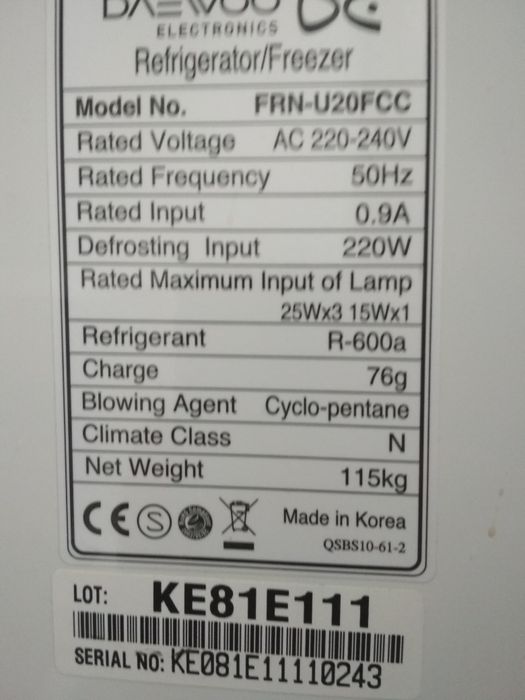 DAEWOO
ELECTRONICS
Refrigerator/Freezer
Model No. FRN-U20FCC
Rated Voltage AC 220-240V
Rated Frequency 50Hz
Rated Input 0.9A
Defrosting Input 220W
Rated Maximum Input of Lamp
25Wx3 15Wx1
Refrigerant R-600a
Charge 76g
Blowing Agent Cyclo-pentane
Climate Class N
Net Weight 115kg
CE S Made in Korea
QSBS10-61-2
LOT: KE81E111
SERIAL NO: KE081E11110243